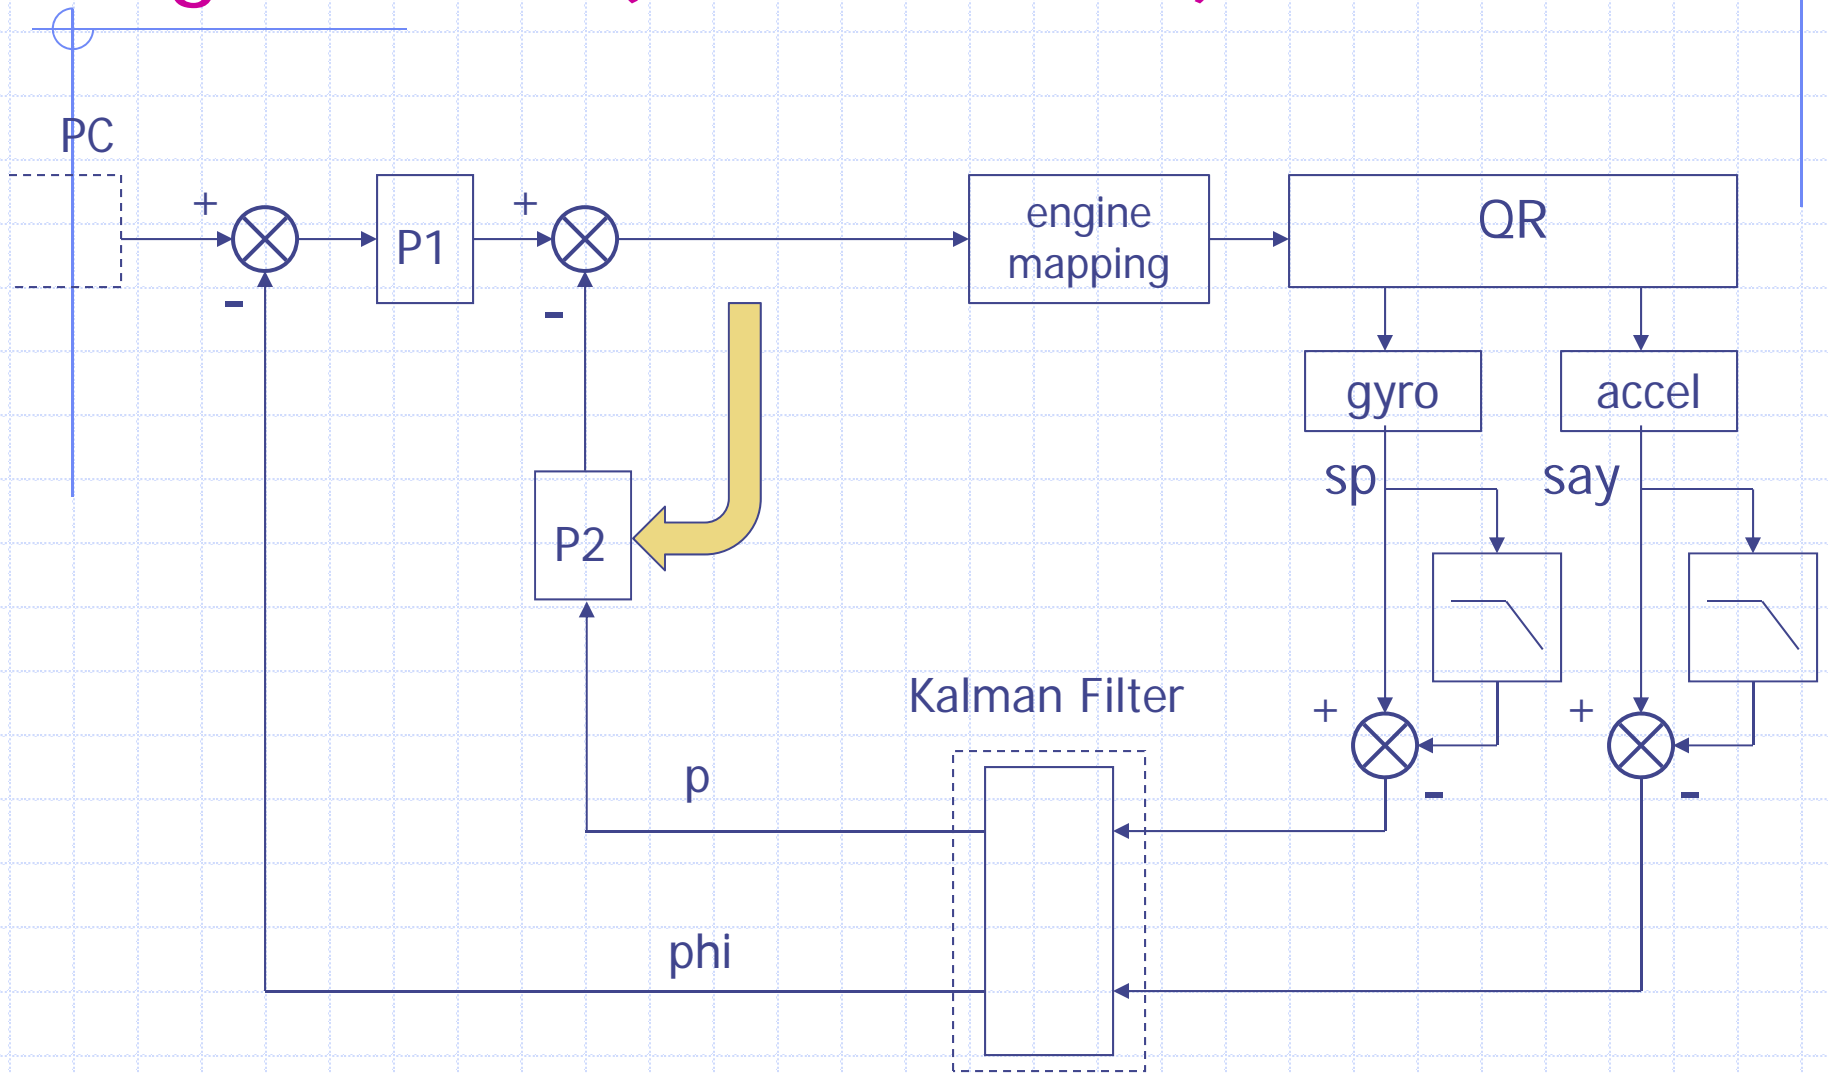 PC
+
+
-
-
P1
engine
mapping
QR
gyro
accel
sp
say
P2
Kalman Filter
+
+
-
-
p
phi